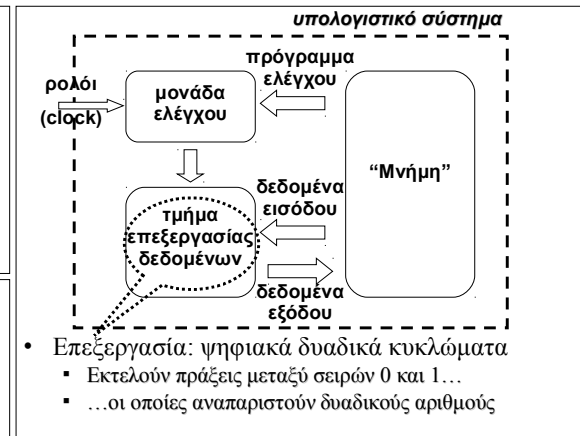 υπολογιστικό σύστημα
πρόγραμμα
ελέγχου
ρολόι
(clock)
μονάδα
ελέγχου
“Μνήμη”
δεδομένα
εισόδου
τμήμα
επεξεργασίας
δεδομένων
δεδομένα
εξόδου
• Επεξεργασία: ψηφιακά δυαδικά κυκλώματα
▪ Εκτελούν πράξεις μεταξύ σειρών 0 και 1…
▪ …οι οποίες αναπαριστούν δυαδικούς αριθμούς